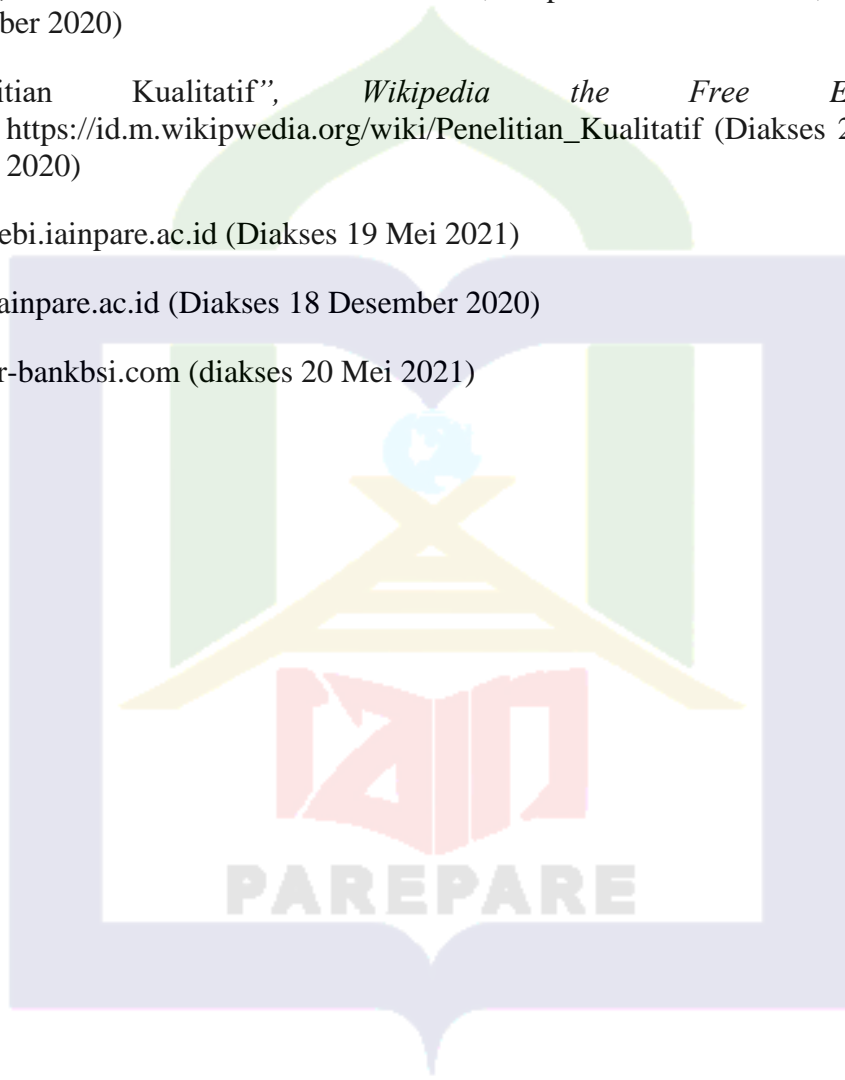 ber 2020)
itian Kualitatif”, Wikipedia the Free E
https://id.m.wikipwedia.org/wiki/Penelitian_Kualitatif (Diakses 2
2020)
ebi.iainpare.ac.id (Diakses 19 Mei 2021)
ainpare.ac.id (Diakses 18 Desember 2020)
r-bankbsi.com (diakses 20 Mei 2021)
iain
PAREPARE